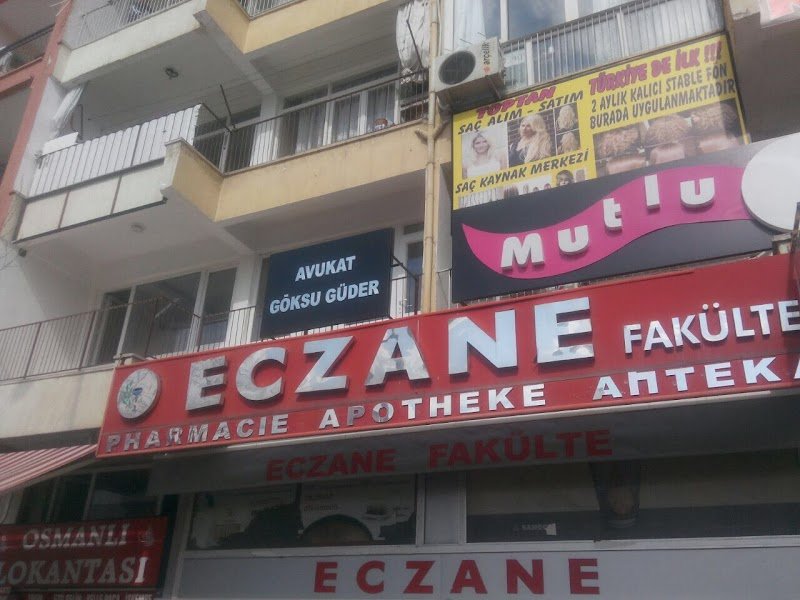 TOPTAN
SAÇ ALIM - SATIM
SAÇ KAYNAK MERKEZİ
TÜRKİYE DE İLK !!!
2 AYLIK KALICI STABLE FÖN
BURADA UYGULANMAKTADIR
arçelik
Mutlu
AVUKAT
GÖKSU GÜDER
ECZANE FAKÜLTE
PHARMACIE APOTHEKE АПТЕКА
ECZANE FAKÜLTE
OSMANLI
LOKANTASI
ECZANE